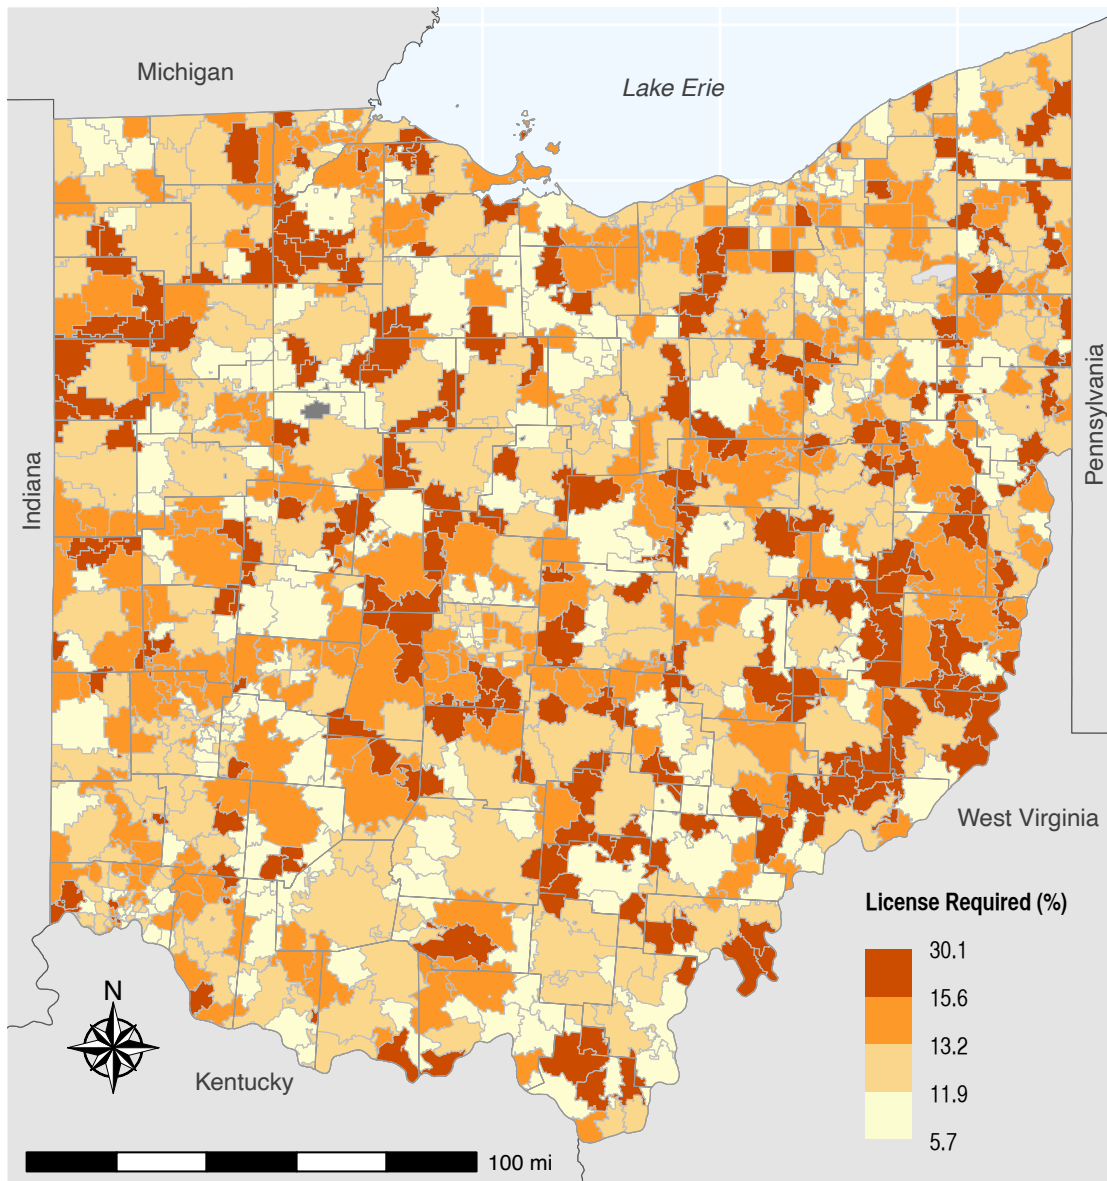 Michigan
Lake Erie
Pennsylvania
Indiana
West Virginia
License Required (%)
30.1
15.6
13.2
11.9
5.7
N
Kentucky
100 mi